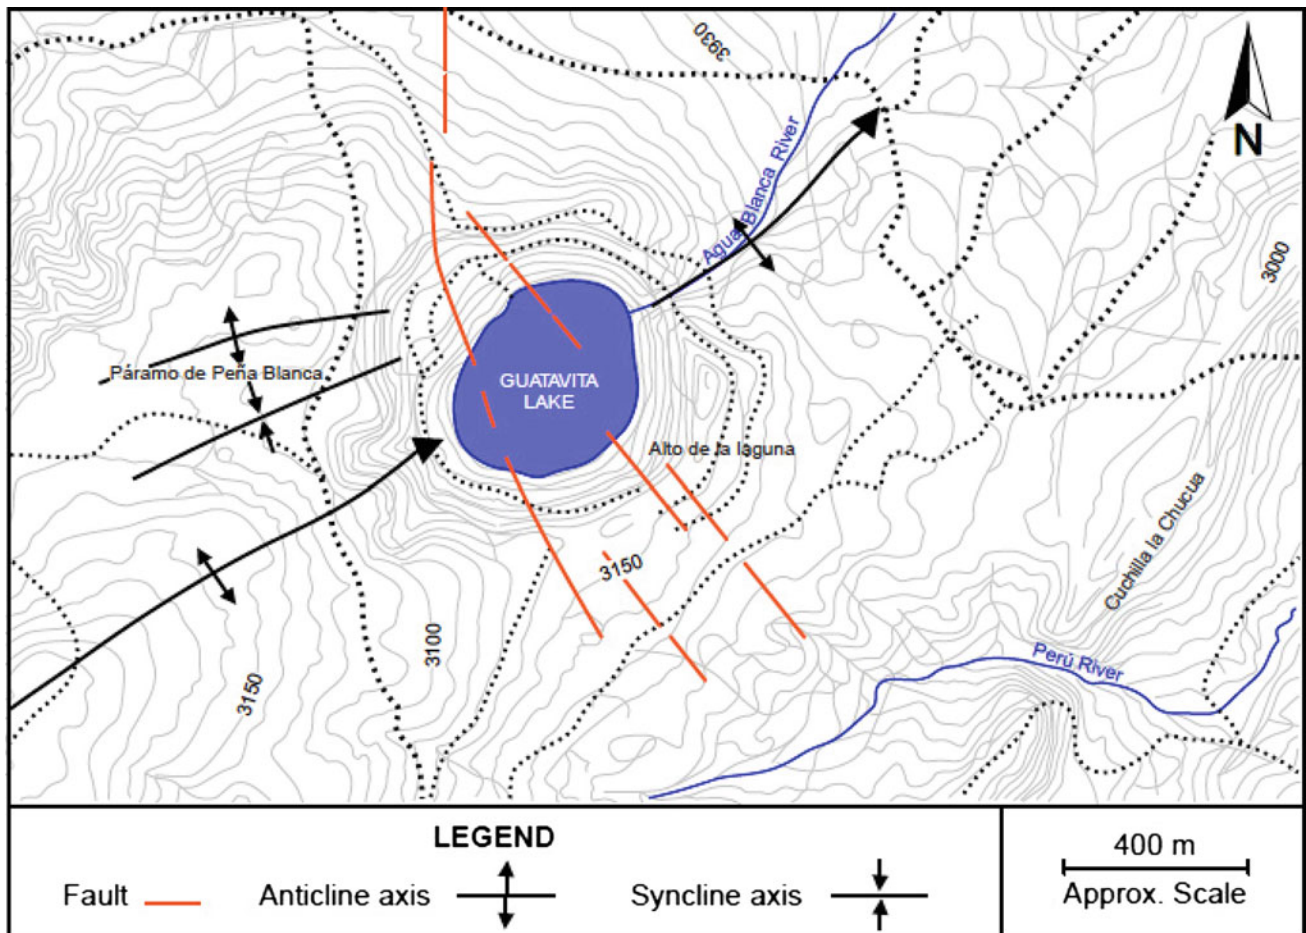 3930
N
Agua Blanca River
3000
Páramo de Peña Blanca
GUATAVITA
LAKE
Alto de la laguna
Cuchilla la Chucua
3150
3100
3150
Perú River
LEGEND
Fault
Anticline axis
Syncline axis
400 m
Approx. Scale